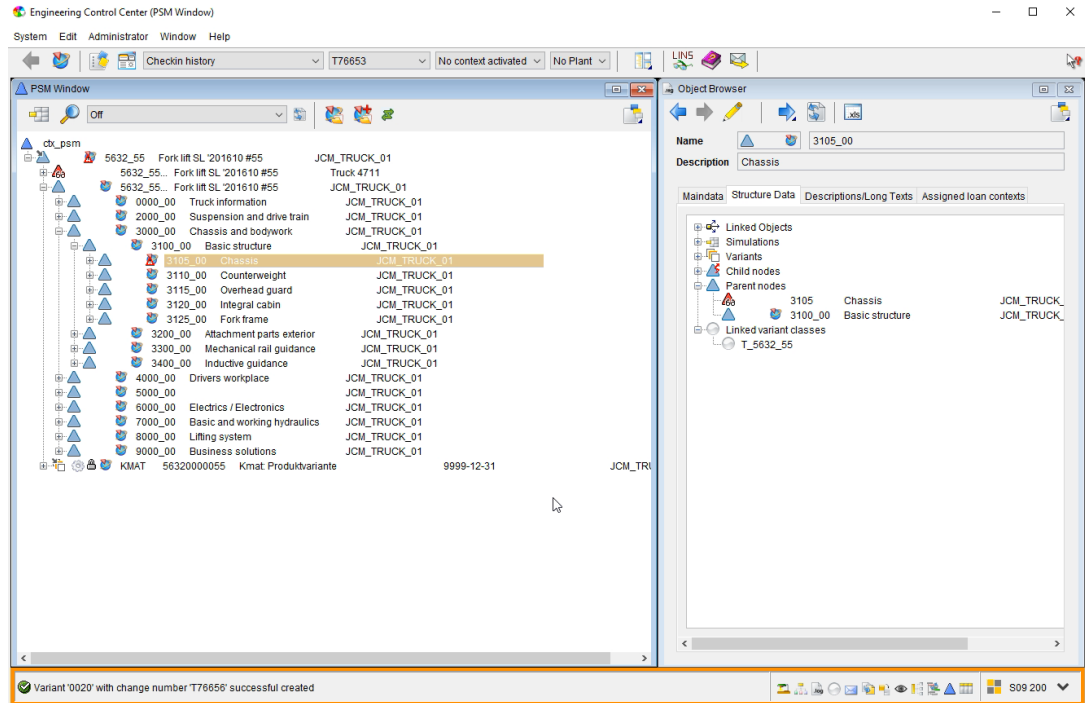 Engineering Control Center (PSM Window)
System Edit Administrator Window Help
Checkin history T76653 No context activated No Plant LINS
PSM Window
Off
ctx_psm
5632_55 Fork lift SL '201610 #55 JCM_TRUCK_01
5632_55... Fork lift SL '201610 #55 Truck 4711
5632_55... Fork lift SL '201610 #55 JCM_TRUCK_01
0000_00 Truck information JCM_TRUCK_01
2000_00 Suspension and drive train JCM_TRUCK_01
3000_00 Chassis and bodywork JCM_TRUCK_01
3100_00 Basic structure JCM_TRUCK_01
3105_00 Chassis JCM_TRUCK_01
3110_00 Counterweight JCM_TRUCK_01
3115_00 Overhead guard JCM_TRUCK_01
3120_00 Integral cabin JCM_TRUCK_01
3125_00 Fork frame JCM_TRUCK_01
3200_00 Attachment parts exterior JCM_TRUCK_01
3300_00 Mechanical rail guidance JCM_TRUCK_01
3400_00 Inductive guidance JCM_TRUCK_01
4000_00 Drivers workplace JCM_TRUCK_01
5000_00 JCM_TRUCK_01
6000_00 Electrics / Electronics JCM_TRUCK_01
7000_00 Basic and working hydraulics JCM_TRUCK_01
8000_00 Lifting system JCM_TRUCK_01
9000_00 Business solutions JCM_TRUCK_01
KMAT 56320000055 Kmat: Produktvariante 9999-12-31 JCM_TRU
Object Browser
.xls
Name 3105_00
Description Chassis
Maindata Structure Data Descriptions/Long Texts Assigned loan contexts
Linked Objects
Simulations
Variants
Child nodes
Parent nodes
3105 Chassis JCM_TRUCK_
3100_00 Basic structure JCM_TRUCK_
Linked variant classes
T_5632_55
Variant '0020' with change number 'T76656' successful created
S09 200